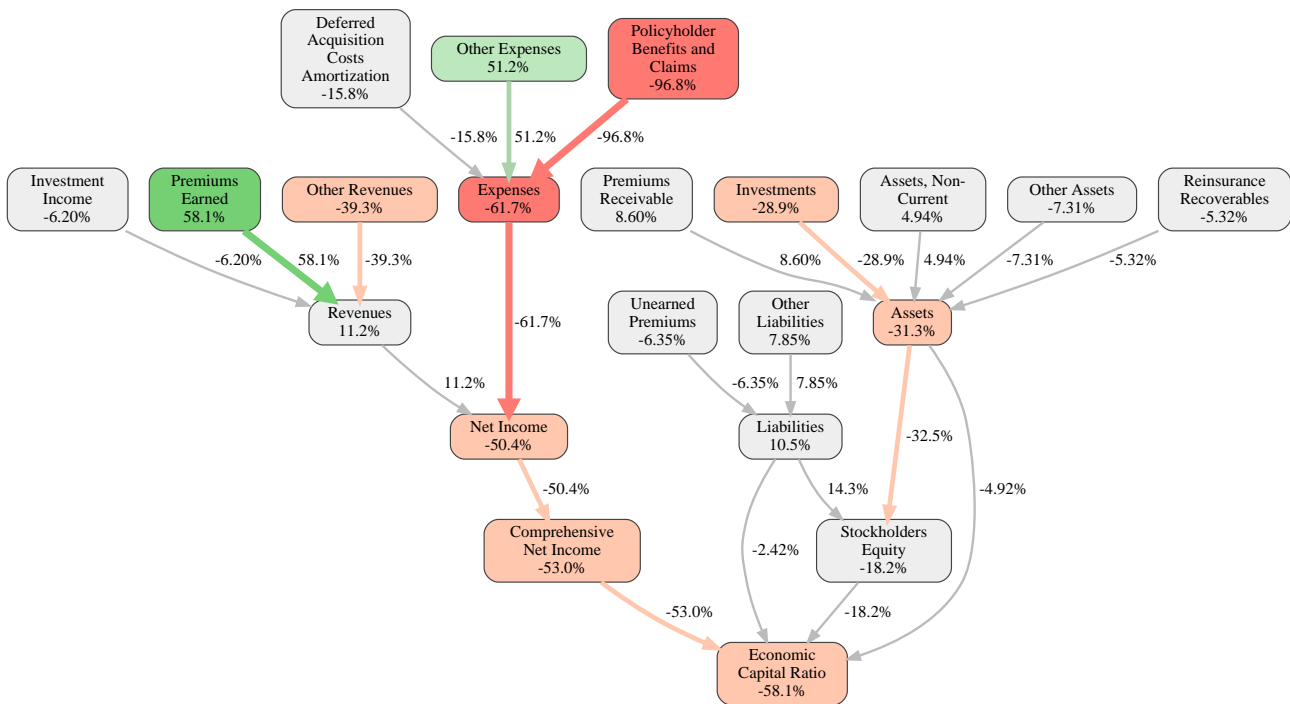 Deferred
Acquisition
Costs
Amortization
-15.8%
Other Expenses
51.2%
Policyholder
Benefits and
Claims
-96.8%
-15.8%
51.2%
-96.8%
Investment
Income
-6.20%
Premiums
Earned
58.1%
Other Revenues
-39.3%
Expenses
-61.7%
Premiums
Receivable
8.60%
Investments
-28.9%
Assets, Non-
Current
4.94%
Other Assets
-7.31%
Reinsurance
Recoverables
-5.32%
-6.20%
58.1%
-39.3%
8.60%
-28.9%
4.94%
-7.31%
-5.32%
Revenues
11.2%
-61.7%
Unearned
Premiums
-6.35%
Other
Liabilities
7.85%
Assets
-31.3%
11.2%
-6.35%
7.85%
Net Income
-50.4%
Liabilities
10.5%
-32.5%
-50.4%
14.3%
-4.92%
Comprehensive
Net Income
-53.0%
-2.42%
Stockholders
Equity
-18.2%
-53.0%
-18.2%
Economic
Capital Ratio
-58.1%